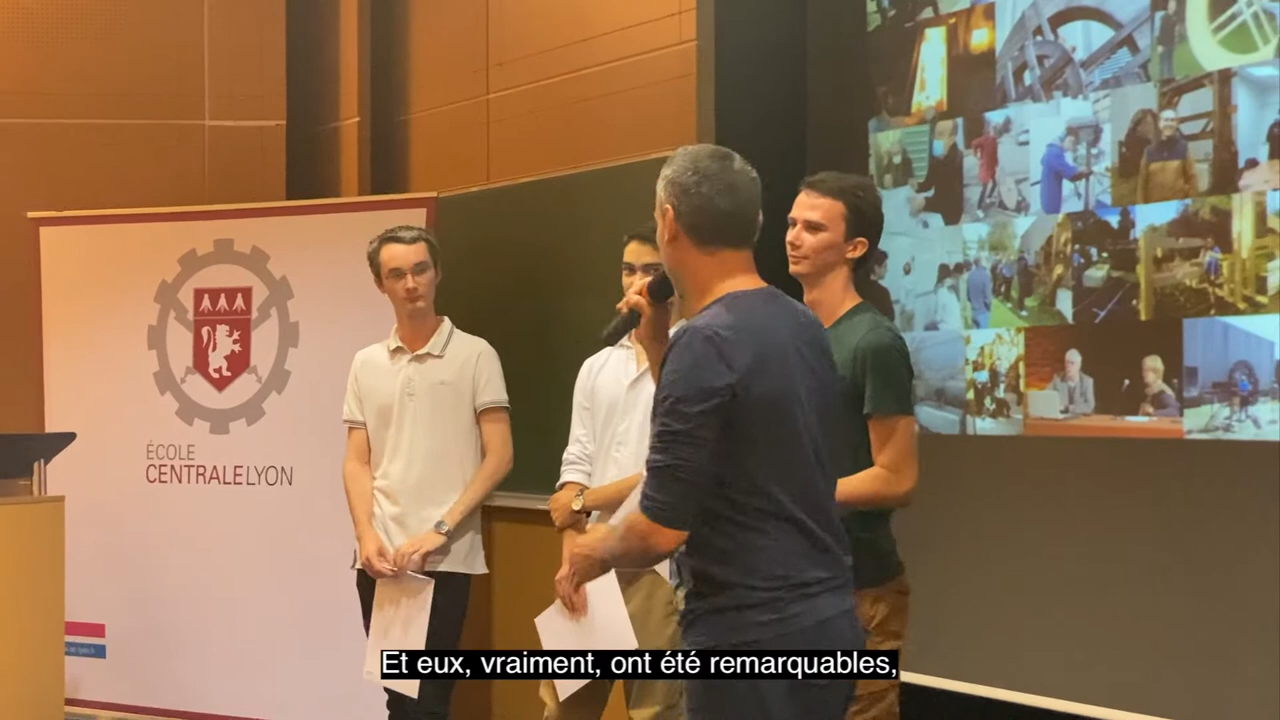 ÉCOLE
CENTRALELYON
Et eux, vraiment, ont été remarquables,